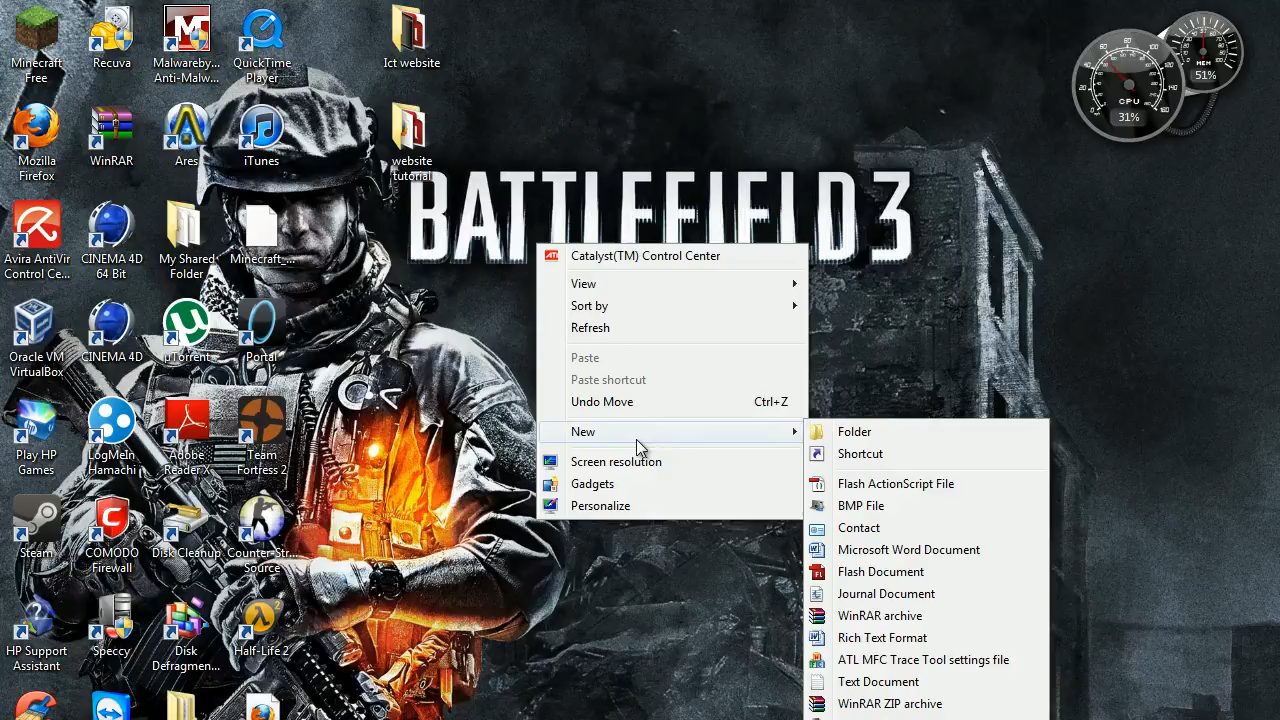 Minecraft
Free
Recuva
Malwareby...
Anti-Malw...
QuickTime
Player
Ict website
Mozilla
Firefox
WinRAR
Ares
iTunes
website
tutorial
Avira AntiVir
Control Ce...
CINEMA 4D
64 Bit
My Shared
Folder
Minecraft_...
Oracle VM
VirtualBox
CINEMA 4D
µTorrent
Portal
Play HP
Games
LogMeIn
Hamachi
Adobe
Reader X
Team
Fortress 2
Steam
COMODO
Firewall
Disk Cleanup
Counter-Str...
Source
HP Support
Assistant
Speccy
Disk
Defragmen...
Half-Life 2
BATTLEFIELD 3
CPU
31%
MEM
51%
Catalyst(TM) Control Center
View
Sort by
Refresh
Paste
Paste shortcut
Undo Move Ctrl+Z
New
Screen resolution
Gadgets
Personalize
Folder
Shortcut
Flash ActionScript File
BMP File
Contact
Microsoft Word Document
Flash Document
Journal Document
WinRAR archive
Rich Text Format
ATL MFC Trace Tool settings file
Text Document
WinRAR ZIP archive